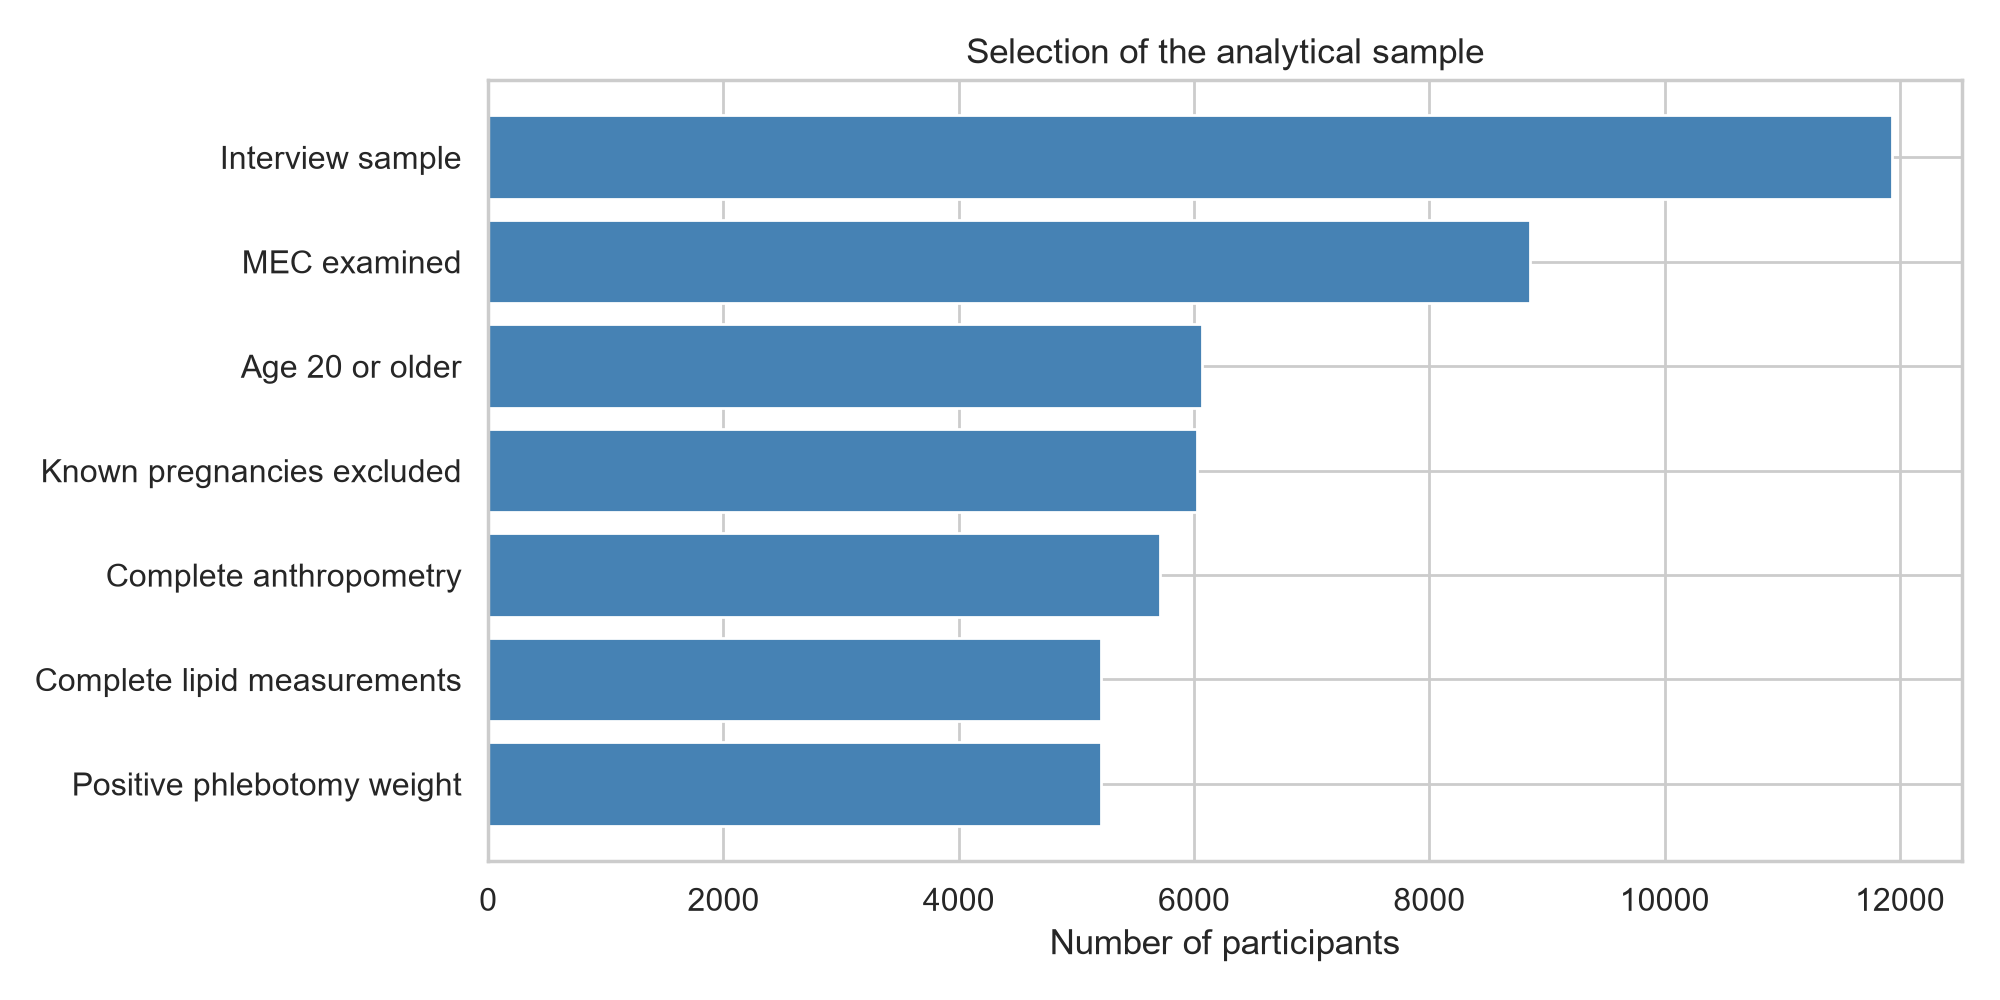 Selection of the analytical sample
Interview sample
MEC examined
Age 20 or older
Known pregnancies excluded
Complete anthropometry
Complete lipid measurements
Positive phlebotomy weight
0 2000 4000 6000 8000 10000 12000
Number of participants